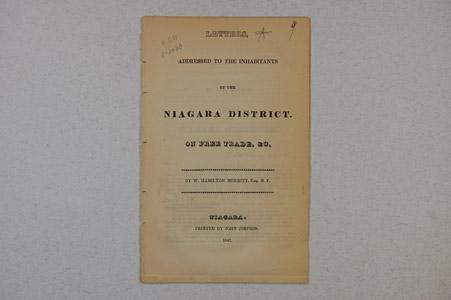 LETTERS,
ADDRESSED TO THE INHABITANTS
OF THE
NIAGARA DISTRICT.
ON FREE TRADE, &C.
BY W. HAMILTON MERRITT, Esq. M. P.
NIAGARA:
PRINTED BY JOHN SIMPSON.
1847.